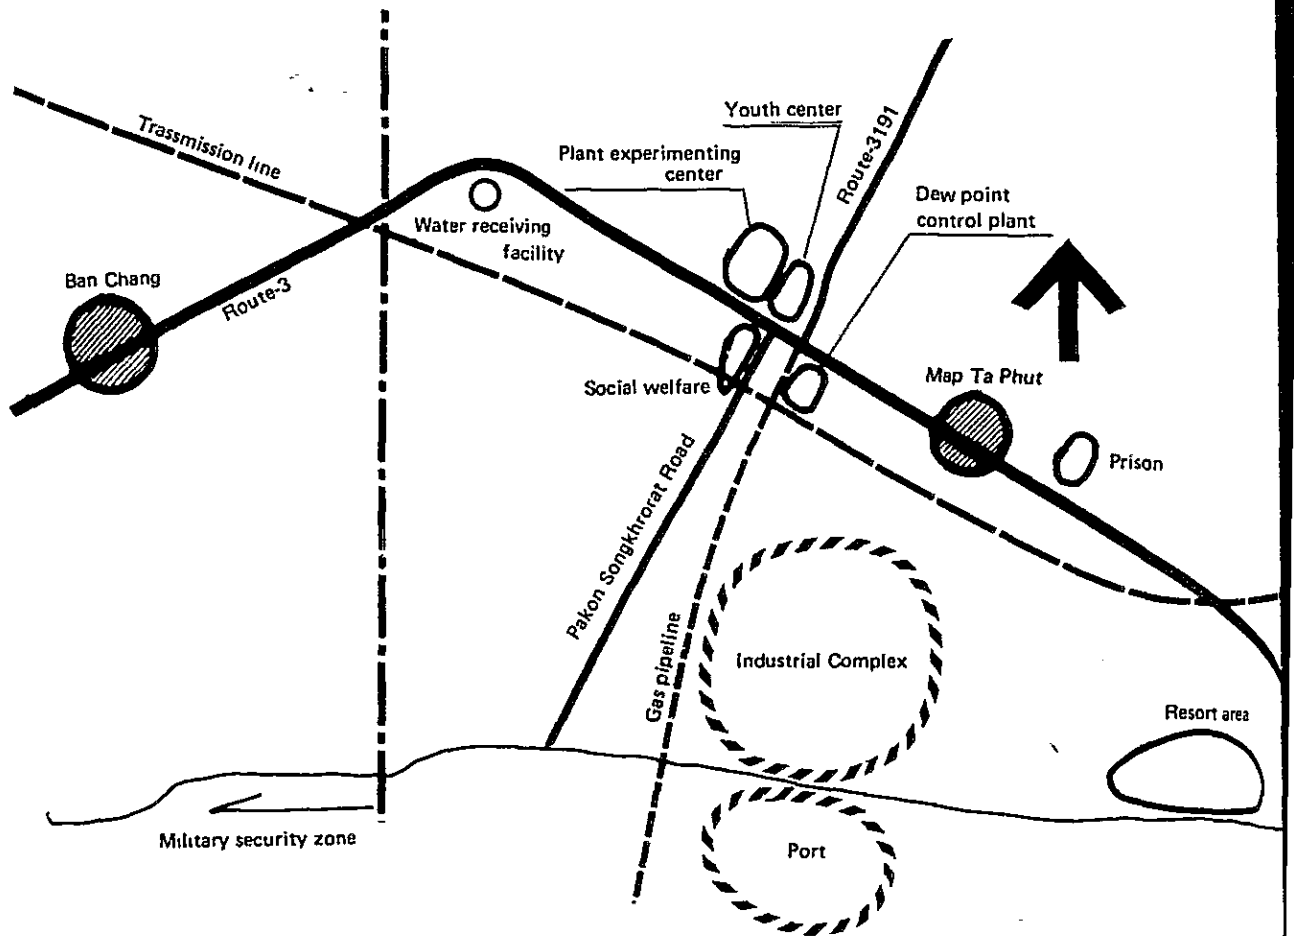 Youth center
Trassmission line
Plant experimenting
center
Route-3191
Dew point
control plant
Water receiving
facility
Ban Chang
Route-3
Social welfare
Map Ta Phut
Prison
Pakon Songkhrorat Road
Gas pipeline
Industrial Complex
Resort area
Military security zone
Port